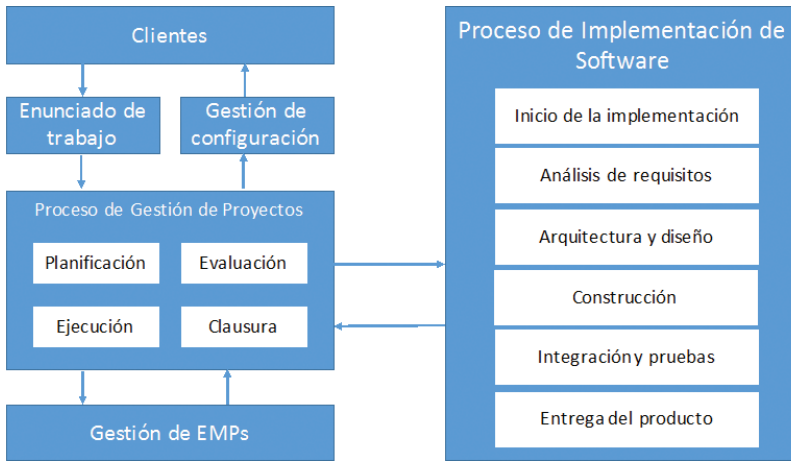 Clientes
Enunciado de
trabajo
Gestión de
configuración
Proceso de Gestión de Proyectos
Planificación
Evaluación
Ejecución
Clausura
Gestión de EMPs
Proceso de Implementación de
Software
Inicio de la implementación
Análisis de requisitos
Arquitectura y diseño
Construcción
Integración y pruebas
Entrega del producto